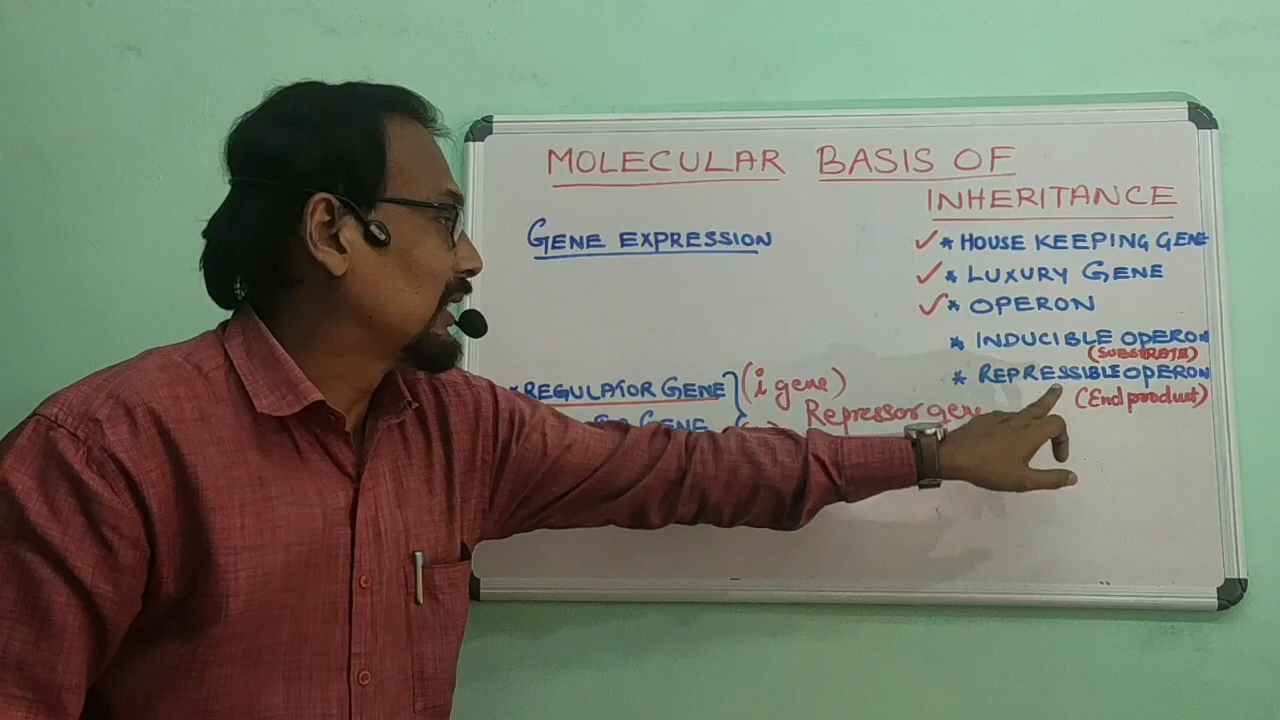 MOLECULAR BASIS OF
INHERITANCE
GENE EXPRESSION
✓ * HOUSE KEEPING GENE
✓ * LUXURY GENE
✓ * OPERON
* INDUCIBLE OPERON
(SUBSTRATE)
* REPRESSIBLE OPERON
(End product)
* REGULATOR GENE } (i gene)
Repressor gene
GENE